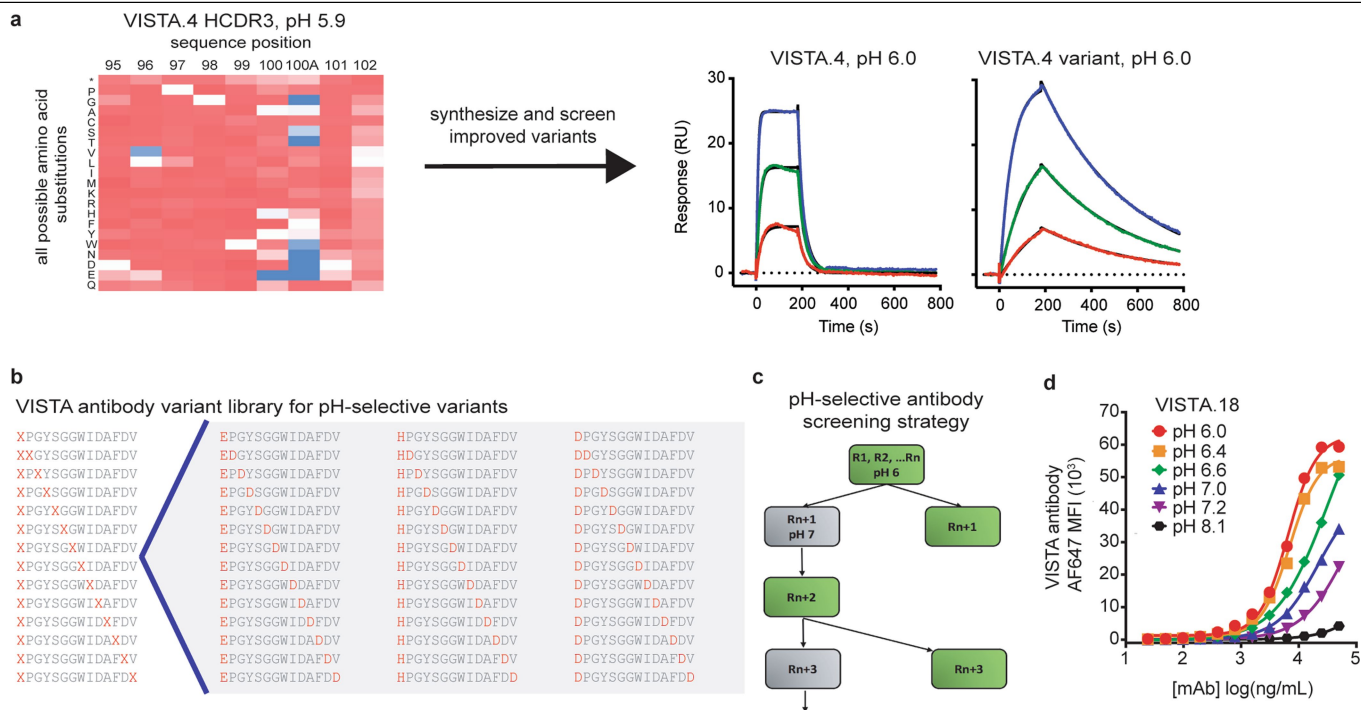 a
VISTA.4 HCDR3, pH 5.9
sequence position
95 96 97 98 99 100 100A 101 102
all possible amino acid
substitutions
*
P
G
A
C
S
T
V
L
I
M
K
R
H
F
Y
W
N
D
E
Q
synthesize and screen
improved variants
VISTA.4, pH 6.0
Response (RU)
30
20
10
0
0 200 400 600 800
Time (s)
VISTA.4 variant, pH 6.0
0 200 400 600 800
Time (s)
b
VISTA antibody variant library for pH-selective variants
XPGYSGGWIDAFDV EPGYSGGWIDAFDV HPGYSGGWIDAFDV DPGYSGGWIDAFDV
XXGYSGGWIDAFDV EDGYSGGWIDAFDV HDGYSGGWIDAFDV DDGYSGGWIDAFDV
XPXYSGGWIDAFDV EPDYSGGWIDAFDV HPDYSGGWIDAFDV DPDYSGGWIDAFDV
XPGXSGGWIDAFDV EPGDSGGWIDAFDV HPGDSGGWIDAFDV DPGDSGGWIDAFDV
XPGYXGGWIDAFDV EPGYDGGWIDAFDV HPGYDGGWIDAFDV DPGYDGGWIDAFDV
XPGYSXGWIDAFDV EPGYSDGWIDAFDV HPGYSDGWIDAFDV DPGYSDGWIDAFDV
XPGYSGXWIDAFDV EPGYSGDWIDAFDV HPGYSGDWIDAFDV DPGYSGDWIDAFDV
XPGYSGGXIDAFDV EPGYSGGDIDAFDV HPGYSGGDIDAFDV DPGYSGGDIDAFDV
XPGYSGGWXDAFDV EPGYSGGWDDAFDV HPGYSGGWDDAFDV DPGYSGGWDDAFDV
XPGYSGGWIXAFDV EPGYSGGWIDAFDV HPGYSGGWIDAFDV DPGYSGGWIDAFDV
XPGYSGGWIDXFDV EPGYSGGWIDDFDV HPGYSGGWIDDFDV DPGYSGGWIDDFDV
XPGYSGGWIDAXDV EPGYSGGWIDADDV HPGYSGGWIDADDV DPGYSGGWIDADDV
XPGYSGGWIDAFXV EPGYSGGWIDAFDV HPGYSGGWIDAFDV DPGYSGGWIDAFDV
XPGYSGGWIDAFDX EPGYSGGWIDAFDD HPGYSGGWIDAFDD DPGYSGGWIDAFDD
c
pH-selective antibody
screening strategy
R1, R2, ...Rn
pH 6
Rn+1
pH 7
Rn+1
Rn+2
Rn+3
Rn+3
d
VISTA.18
pH 6.0
pH 6.4
pH 6.6
pH 7.0
pH 7.2
pH 8.1
VISTA antibody
AF647 MFI (10³)
70
60
50
40
30
20
10
0
1 2 3 4 5
[mAb] log(ng/mL)